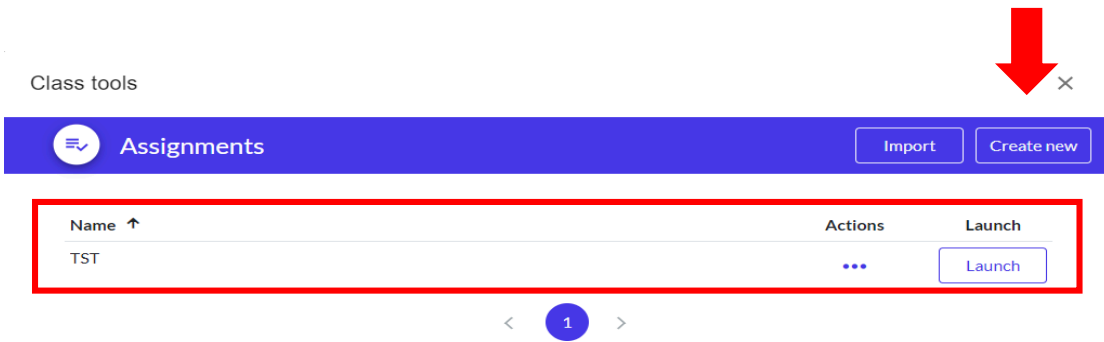 Class tools
Assignments Import Create new
Name Actions Launch
TST Launch
1